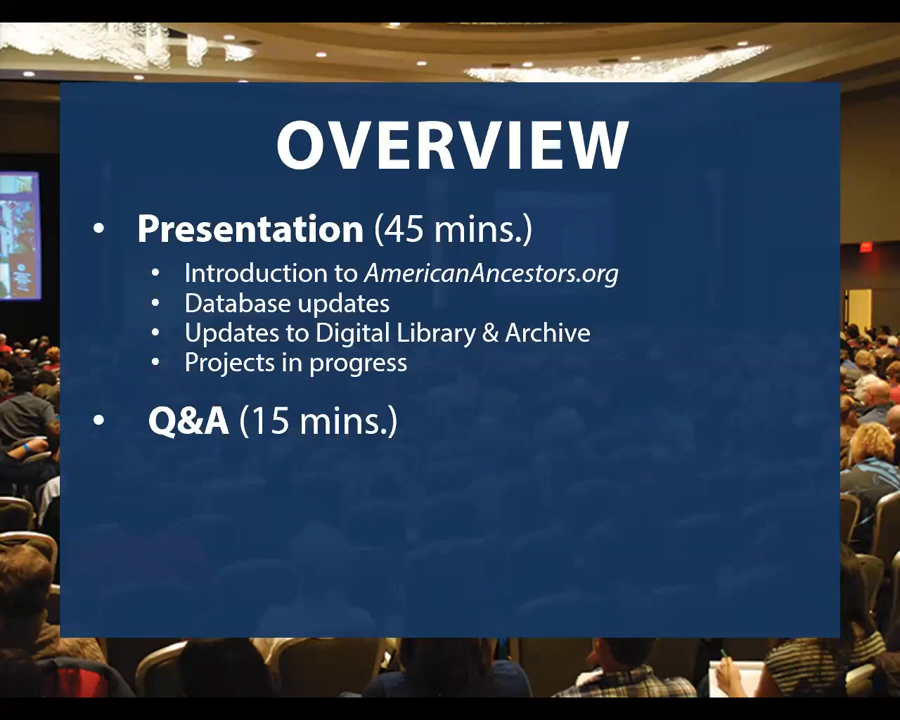 OVERVIEW
• Presentation (45 mins.)
• Introduction to AmericanAncestors.org
• Database updates
• Updates to Digital Library & Archive
• Projects in progress
• Q&A (15 mins.)